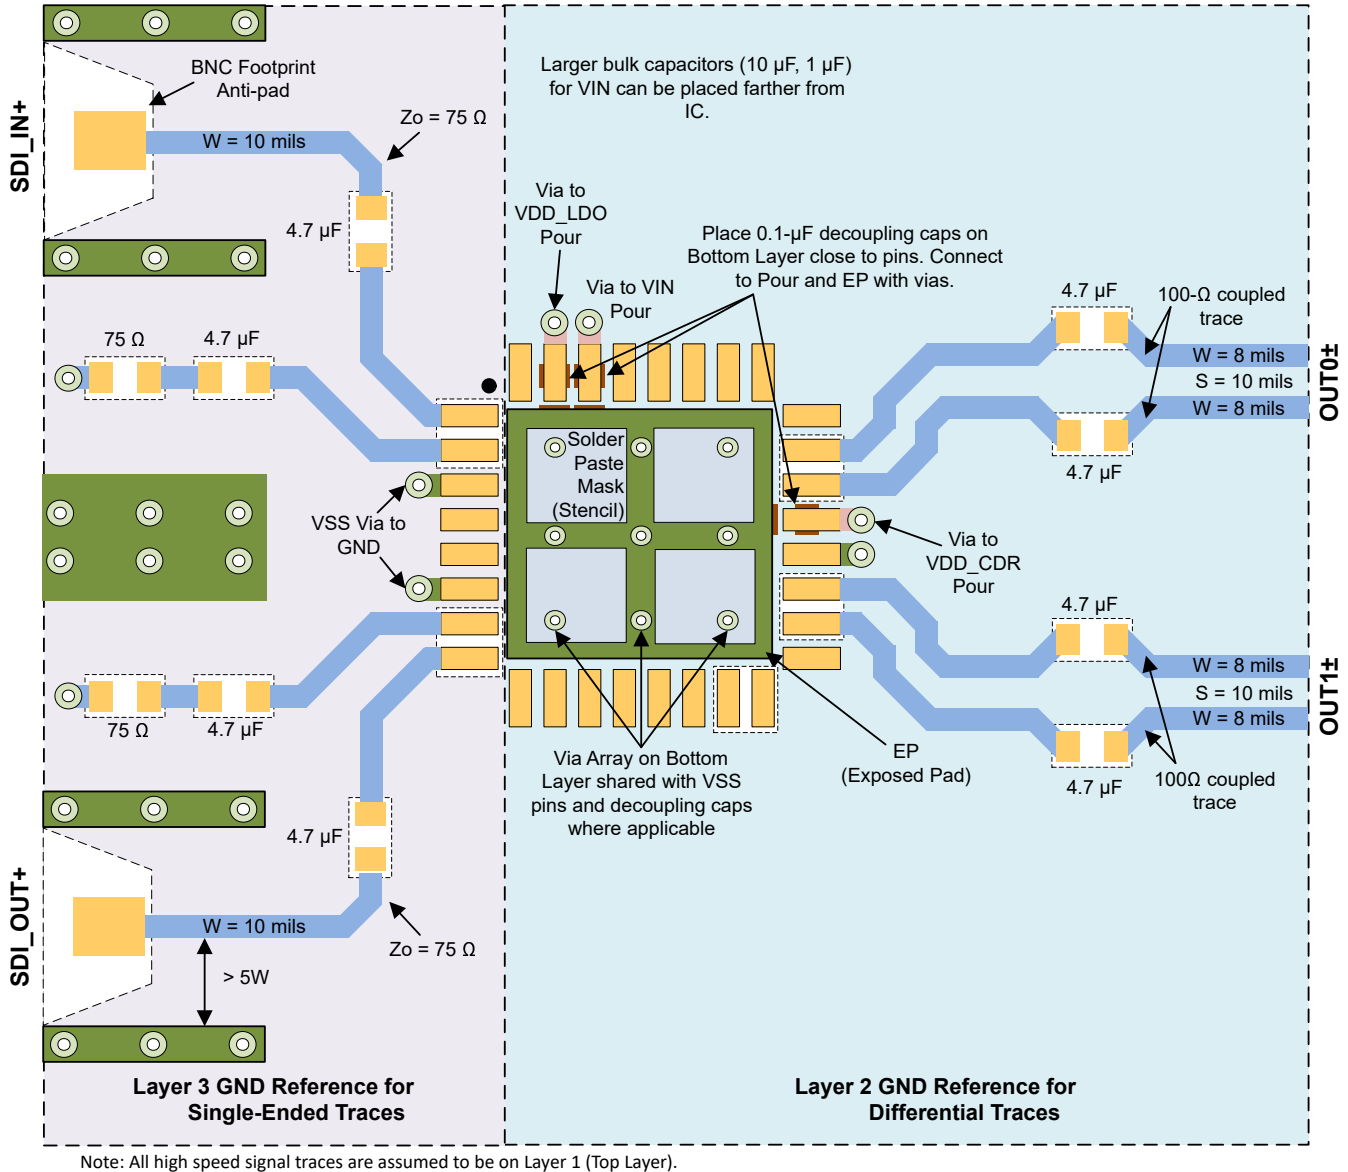 BNC Footprint
Anti-pad
SDI_IN+
W = 10 mils
Zo = 75 Ω
4.7 µF
Larger bulk capacitors (10 µF, 1 µF)
for VIN can be placed farther from
IC.
Via to
VDD_LDO
Pour
Via to VIN
Pour
Place 0.1-µF decoupling caps on
Bottom Layer close to pins. Connect
to Pour and EP with vias.
4.7 µF
100-Ω coupled
trace
W = 8 mils
S = 10 mils
W = 8 mils
OUT0±
4.7 µF
75 Ω
4.7 µF
Solder
Paste
Mask
(Stencil)
VSS Via to
GND
Via to
VDD_CDR
Pour
4.7 µF
W = 8 mils
S = 10 mils
W = 8 mils
OUT1±
4.7 µF
100Ω coupled
trace
75 Ω
4.7 µF
EP
(Exposed Pad)
Via Array on Bottom
Layer shared with VSS
pins and decoupling caps
where applicable
4.7 µF
SDI_OUT+
W = 10 mils
Zo = 75 Ω
> 5W
Layer 3 GND Reference for
Single-Ended Traces
Layer 2 GND Reference for
Differential Traces
Note: All high speed signal traces are assumed to be on Layer 1 (Top Layer).